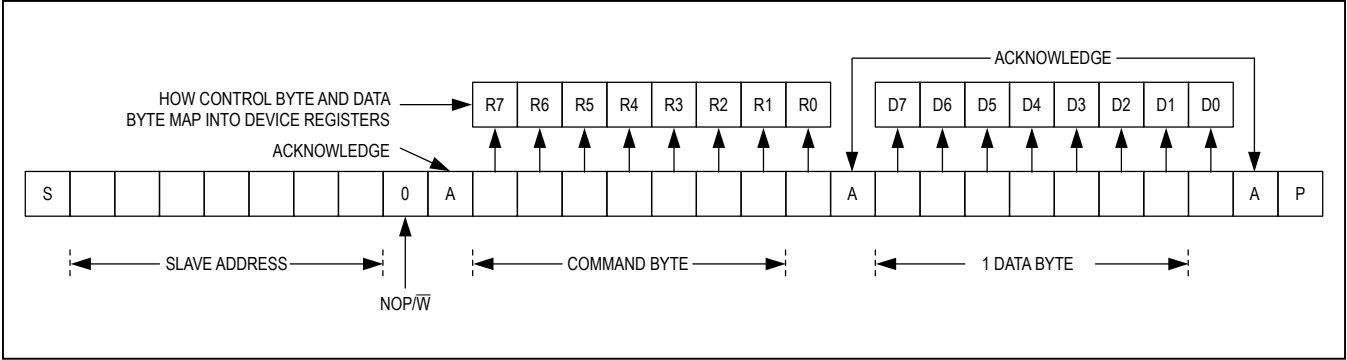 ACKNOWLEDGE
HOW CONTROL BYTE AND DATA
BYTE MAP INTO DEVICE REGISTERS
R7 R6 R5 R4 R3 R2 R1 R0 D7 D6 D5 D4 D3 D2 D1 D0
ACKNOWLEDGE
S 0 A A A P
SLAVE ADDRESS COMMAND BYTE 1 DATA BYTE
NOP/W̅